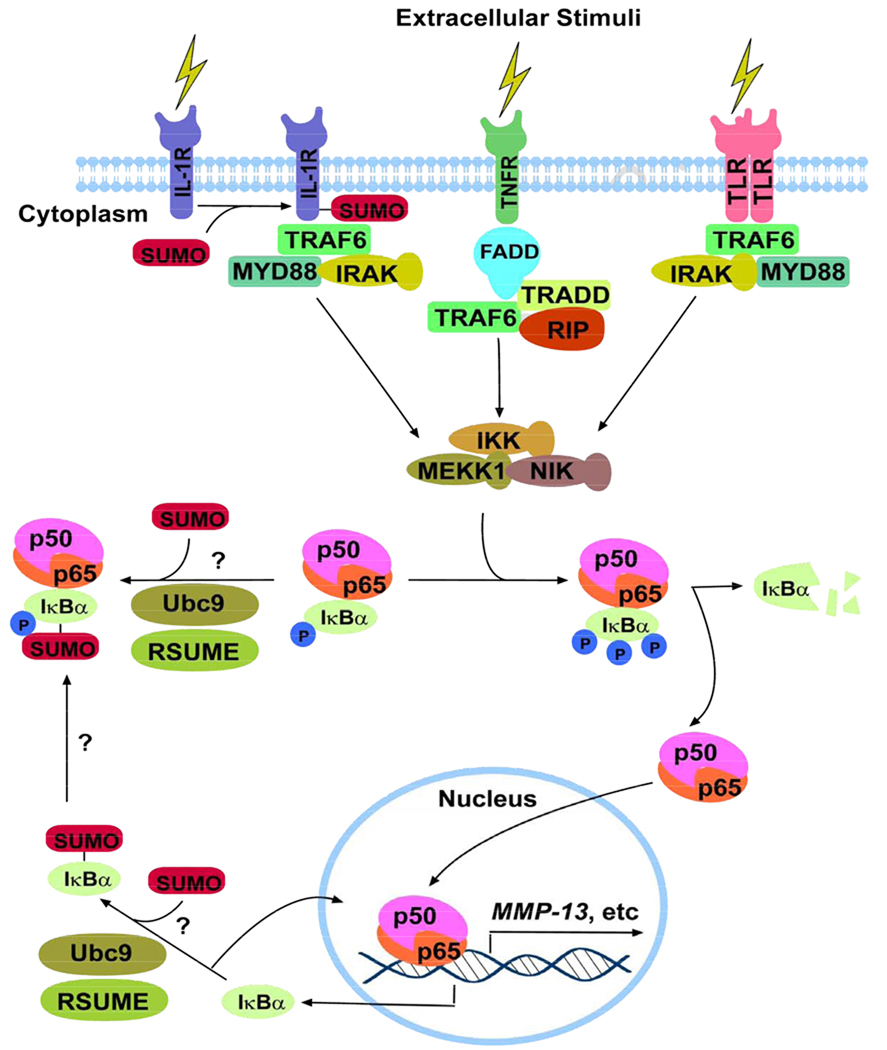 Extracellular Stimuli
IL-1R
IL-1R
TNFR
TLR
TLR
Cytoplasm
SUMO
SUMO
TRAF6
MYD88
IRAK
FADD
TRADD
TRAF6
RIP
TRAF6
IRAK
MYD88
IKK
MEKK1
NIK
p50
p65
IκBα
P
SUMO
SUMO
?
Ubc9
RSUME
p50
p65
IκBα
P
p50
p65
IκBα
P
P
P
IκBα
?
p50
p65
Nucleus
SUMO
IκBα
SUMO
?
Ubc9
RSUME
IκBα
p50
p65
MMP-13, etc